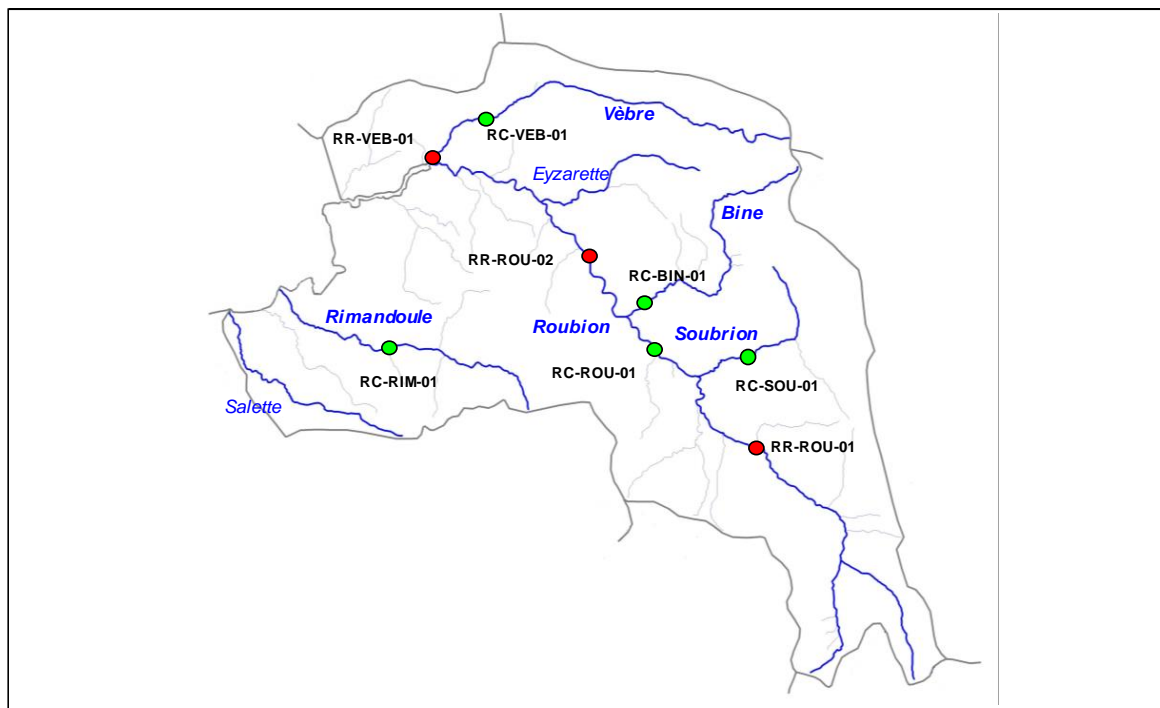 Vèbre
RR-VEB-01
RC-VEB-01
Eyzarette
Bine
RR-ROU-02
RC-BIN-01
Rimandoule
Roubion
Soubrion
RC-ROU-01
RC-RIM-01
RC-SOU-01
Salette
RR-ROU-01